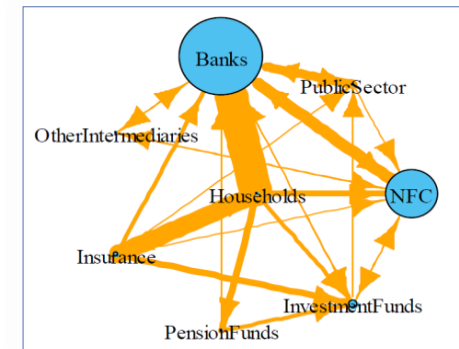 Banks
PublicSector
OtherIntermediaries
Households
NFC
Insurance
InvestmentFunds
PensionFunds